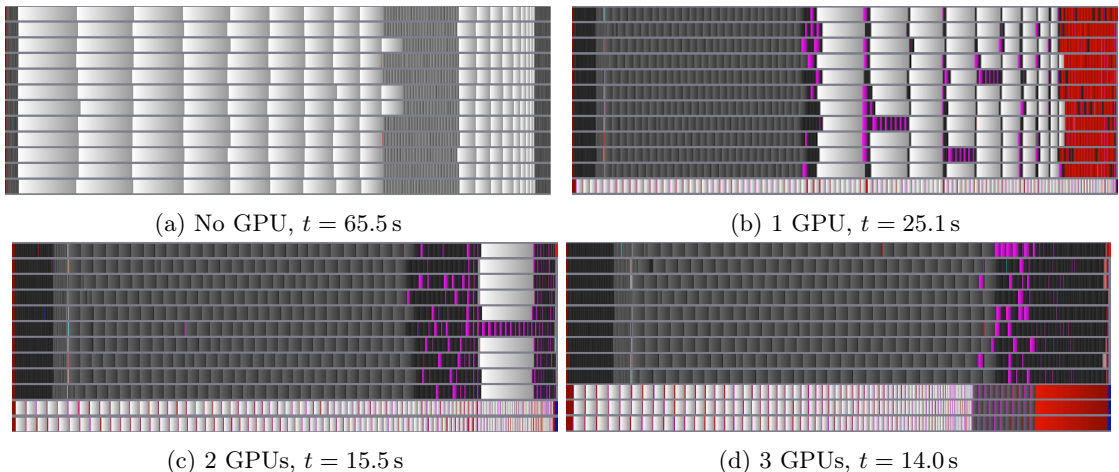 (a) No GPU, t = 65.5 s
(b) 1 GPU, t = 25.1 s
(c) 2 GPUs, t = 15.5 s
(d) 3 GPUs, t = 14.0 s